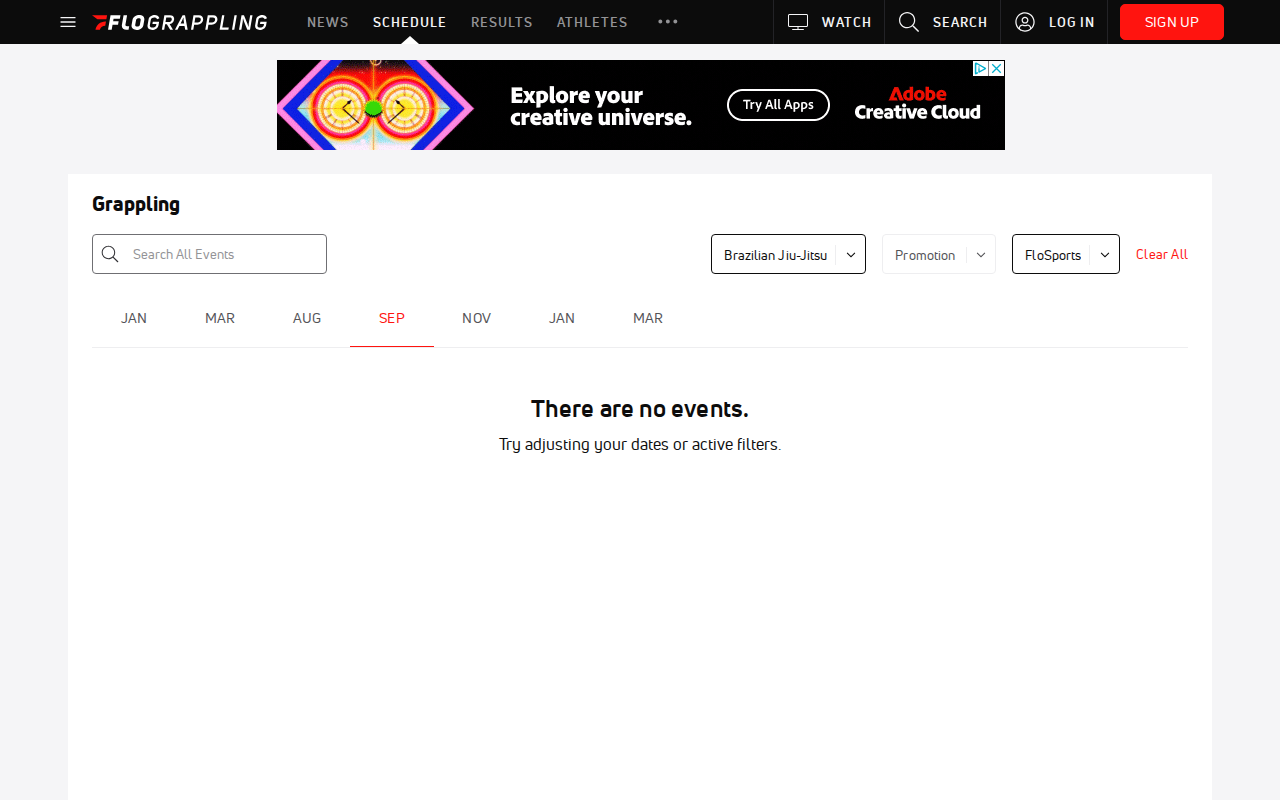 FLOGRAPPLING NEWS SCHEDULE RESULTS ATHLETES ••• WATCH SEARCH LOG IN SIGN UP
Explore your
creative universe.
Try All Apps
Adobe
Creative Cloud
Grappling
Search All Events
Brazilian Jiu-Jitsu
Promotion
FloSports
Clear All
JAN MAR AUG SEP NOV JAN MAR
There are no events.
Try adjusting your dates or active filters.